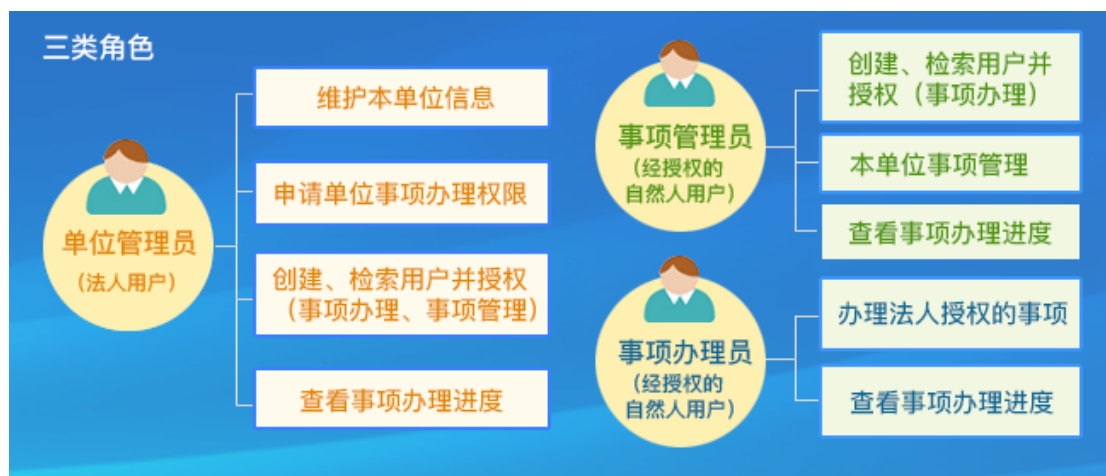 三类角色
单位管理员
(法人用户)
维护本单位信息
申请单位事项办理权限
创建、检索用户并授权
(事项办理、事项管理)
查看事项办理进度
事项管理员
(经授权的
自然人用户)
创建、检索用户并
授权(事项办理)
本单位事项管理
查看事项办理进度
事项办理员
(经授权的
自然人用户)
办理法人授权的事项
查看事项办理进度